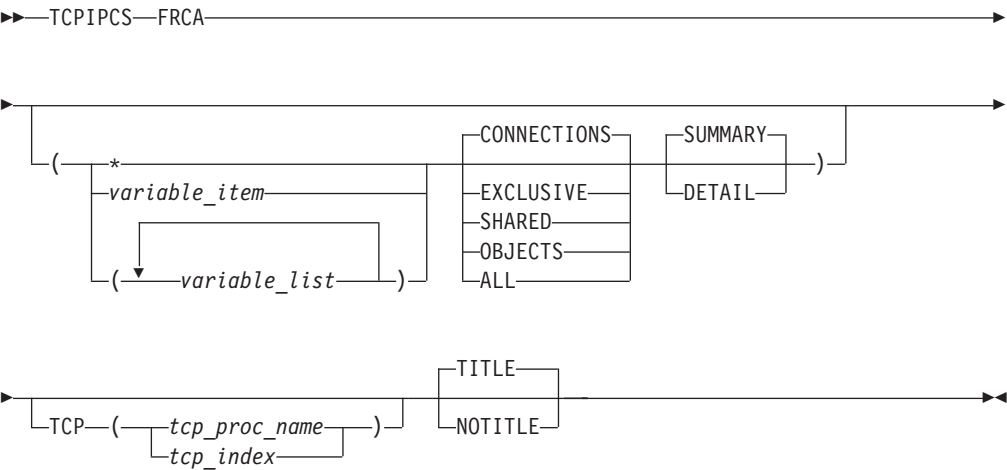 TCPIPCS FRCA
CONNECTIONS SUMMARY
( * )
variable_item EXCLUSIVE DETAIL
SHARED
OBJECTS
( variable_list ) ALL
TITLE
TCP ( tcp_proc_name ) NOTITLE
tcp_index